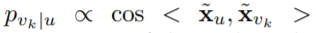 p_{v_k|u} ∝ cos < x̃_u, x̃_{v_k} >